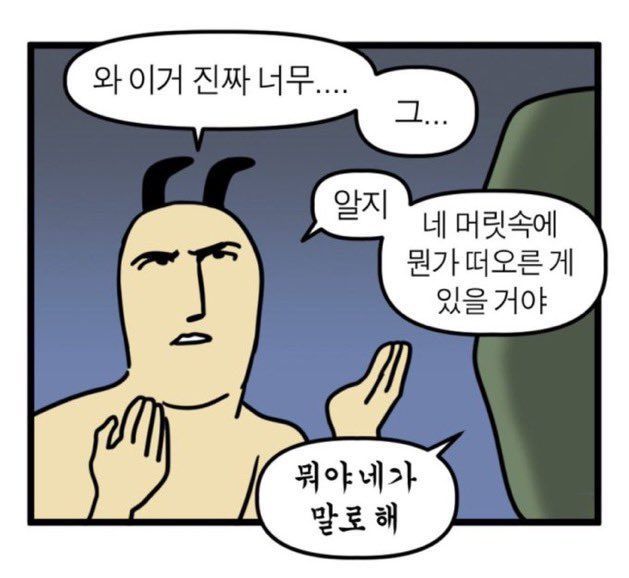 와 이거 진짜 너무....
그...
알지
네 머릿속에
뭔가 떠오른 게
있을 거야
뭐야 네가
말로 해